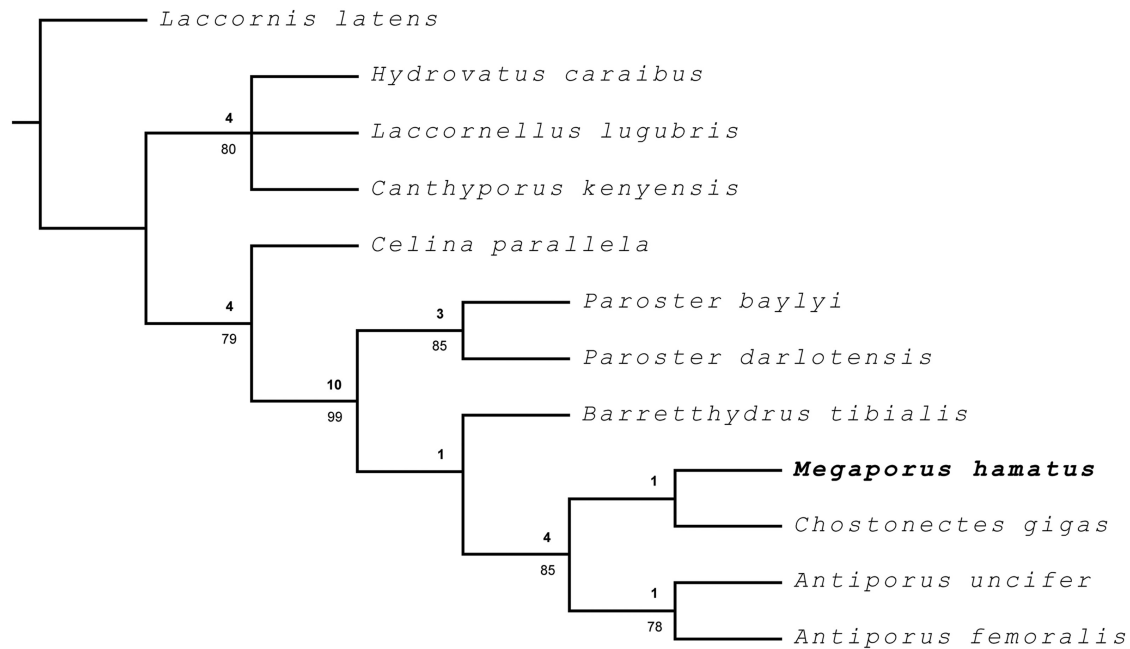 Laccornis latens
Hydrovatus caraibus
4
Laccornellus lugubris
80
Canthyporus kenyensis
Celina parallela
4
Paroster baylyi
3
79
85
Paroster darlotensis
10
99
Barretthydrus tibialis
1
Megaporus hamatus
1
Chostonectes gigas
4
85
Antiporus uncifer
1
78
Antiporus femoralis